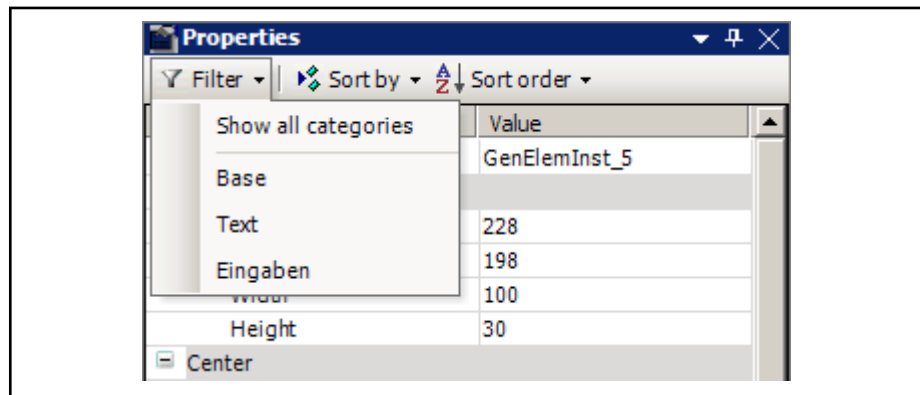 Properties
Filter Sort by Sort order
Show all categories
Value
GenElemInst_5
Base
Text
228
Eingaben
198
Width 100
Height 30
Center